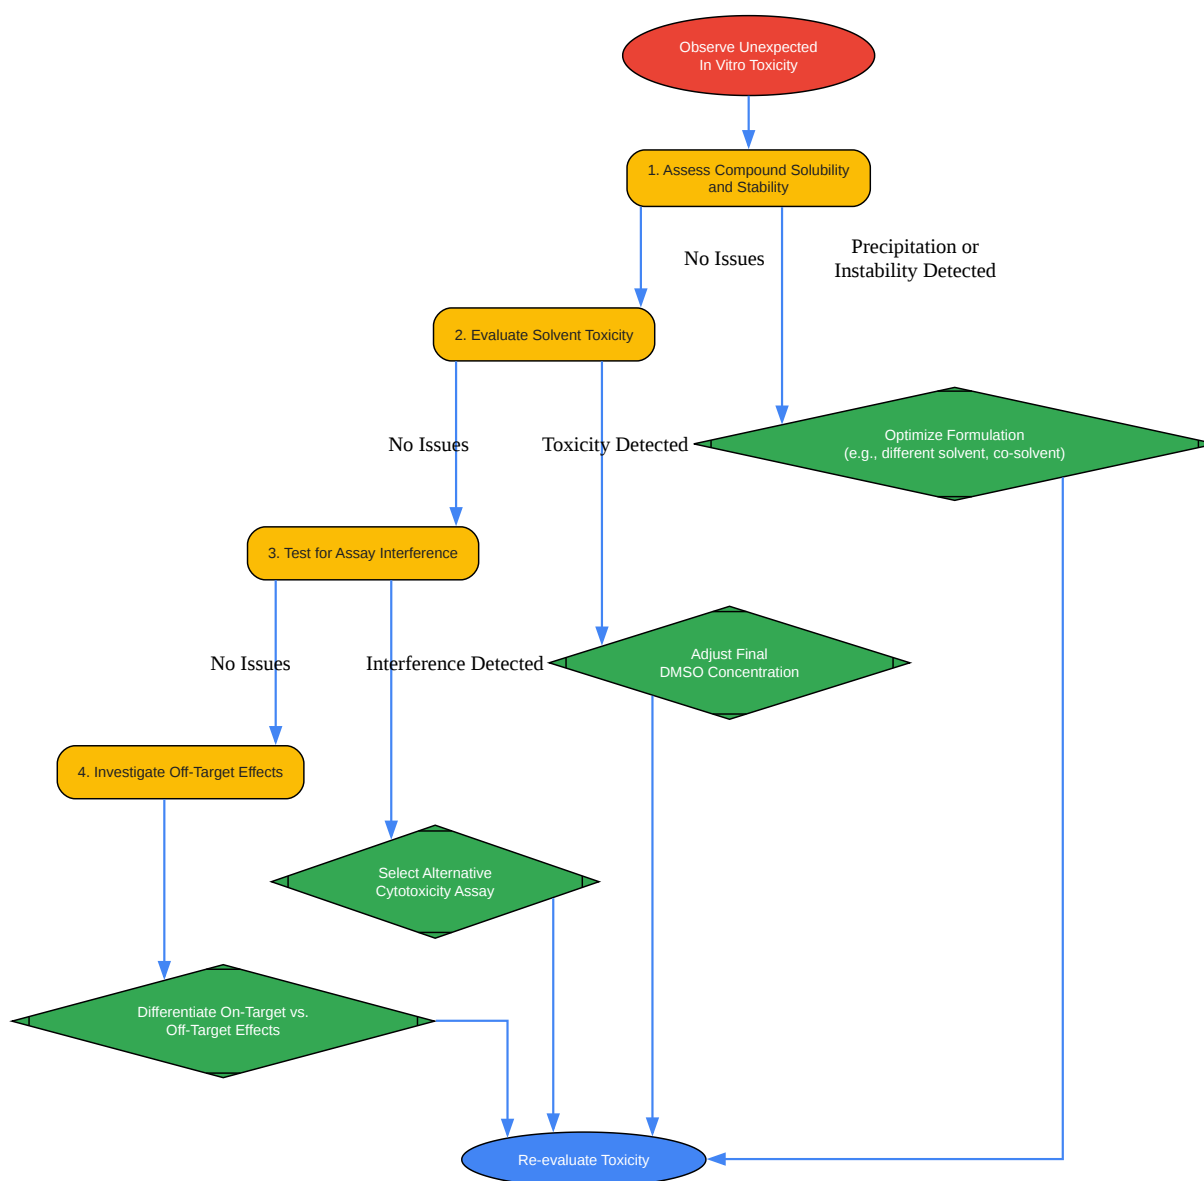 Observe Unexpected
In Vitro Toxicity
1. Assess Compound Solubility
and Stability
No Issues
Precipitation or
Instability Detected
2. Evaluate Solvent Toxicity
No Issues
Toxicity Detected
Optimize Formulation
(e.g., different solvent, co-solvent)
3. Test for Assay Interference
No Issues
Interference Detected
Adjust Final
DMSO Concentration
4. Investigate Off-Target Effects
Select Alternative
Cytotoxicity Assay
Differentiate On-Target vs.
Off-Target Effects
Re-evaluate Toxicity